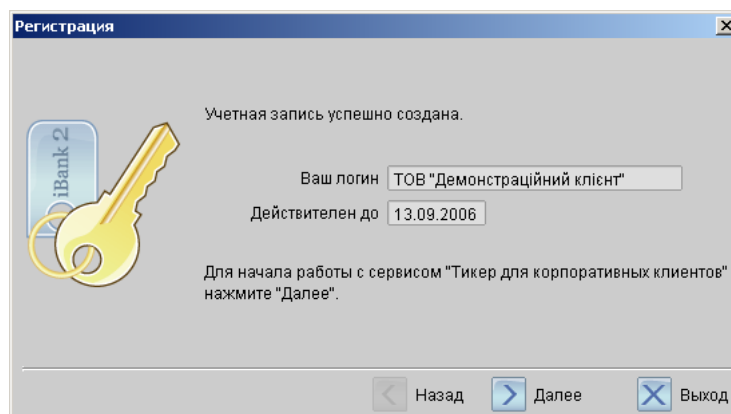 Регистрация
iBank 2
Учетная запись успешно создана.
Ваш логин ТОВ "Демонстраційний клієнт"
Действителен до 13.09.2006
Для начала работы с сервисом "Тикер для корпоративных клиентов"
нажмите "Далее".
Назад Далее Выход